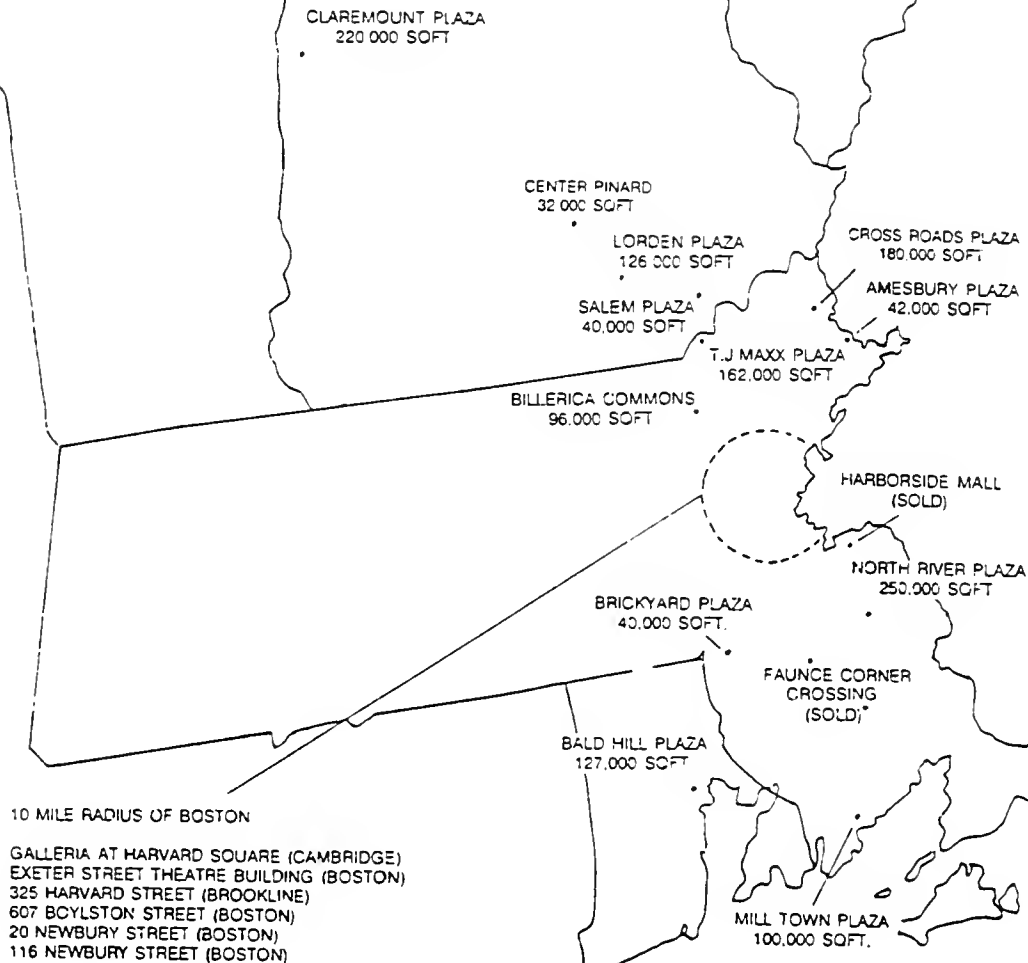 CLAREMOUNT PLAZA
220 000 SQFT
CENTER PINARD
32 000 SQFT
LORDEN PLAZA
126 000 SQFT
CROSS ROADS PLAZA
180,000 SQFT
AMESBURY PLAZA
42,000 SQFT
SALEM PLAZA
40,000 SQFT
T.J MAXX PLAZA
162,000 SQFT
BILLERICA COMMONS
96,000 SQFT
HARBORSIDE MALL
(SOLD)
NORTH RIVER PLAZA
250,000 SQFT
BRICKYARD PLAZA
40,000 SQFT.
FAUNCE CORNER
CROSSING
(SOLD)
BALD HILL PLAZA
127,000 SQFT
MILL TOWN PLAZA
100,000 SQFT.
10 MILE RADIUS OF BOSTON
GALLERIA AT HARVARD SQUARE (CAMBRIDGE)
EXETER STREET THEATRE BUILDING (BOSTON)
325 HARVARD STREET (BROOKLINE)
607 BOYLSTON STREET (BOSTON)
20 NEWBURY STREET (BOSTON)
116 NEWBURY STREET (BOSTON)